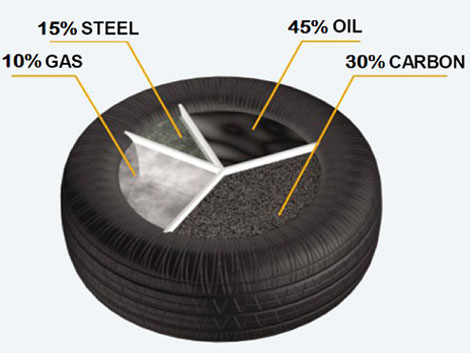 15% STEEL
45% OIL
10% GAS
30% CARBON